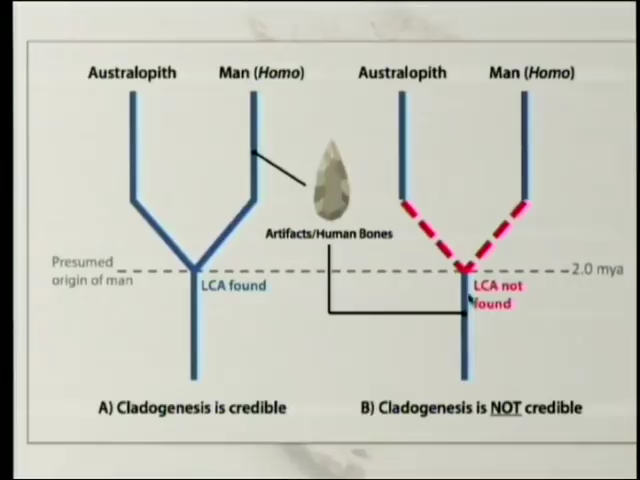 Australopith
Man (Homo)
Australopith
Man (Homo)
Artifacts/Human Bones
Presumed
origin of man
2.0 mya
LCA found
LCA not
found
A) Cladogenesis is credible
B) Cladogenesis is NOT credible